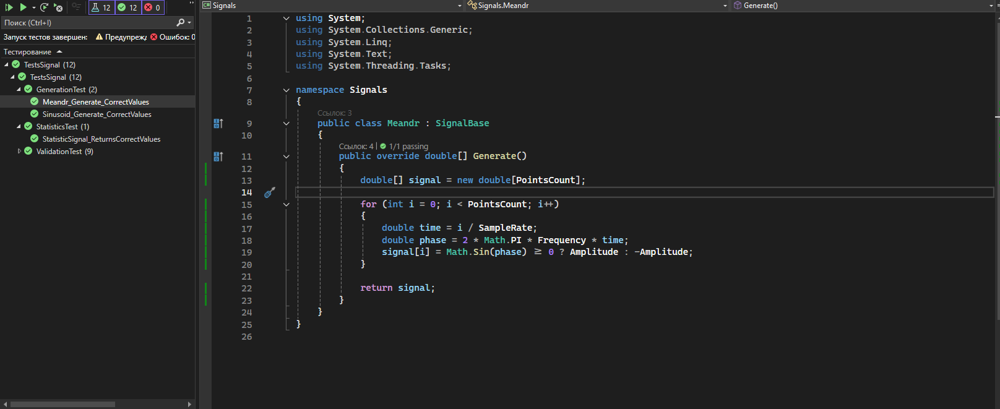 12 12 0
Поиск (Ctrl+I)
Запуск тестов завершен: Предупрежд Ошибок: 0
Тестирование
TestsSignal (12)
TestsSignal (12)
GenerationTest (2)
Meandr_Generate_CorrectValues
Sinusoid_Generate_CorrectValues
StatisticsTest (1)
StatisticSignal_ReturnsCorrectValues
ValidationTest (9)
C# Signals Signals.Meandr Generate()
1 using System;
2 using System.Collections.Generic;
3 using System.Linq;
4 using System.Text;
5 using System.Threading.Tasks;
6
7 namespace Signals
8 {
Ссылок: 3
9 public class Meandr : SignalBase
10 {
Ссылок: 4 | 1/1 passing
11 public override double[] Generate()
12 {
13 double[] signal = new double[PointsCount];
14
15 for (int i = 0; i < PointsCount; i++)
16 {
17 double time = i / SampleRate;
18 double phase = 2 * Math.PI * Frequency * time;
19 signal[i] = Math.Sin(phase) ≥ 0 ? Amplitude : -Amplitude;
20 }
21
22 return signal;
23 }
24 }
25 }
26